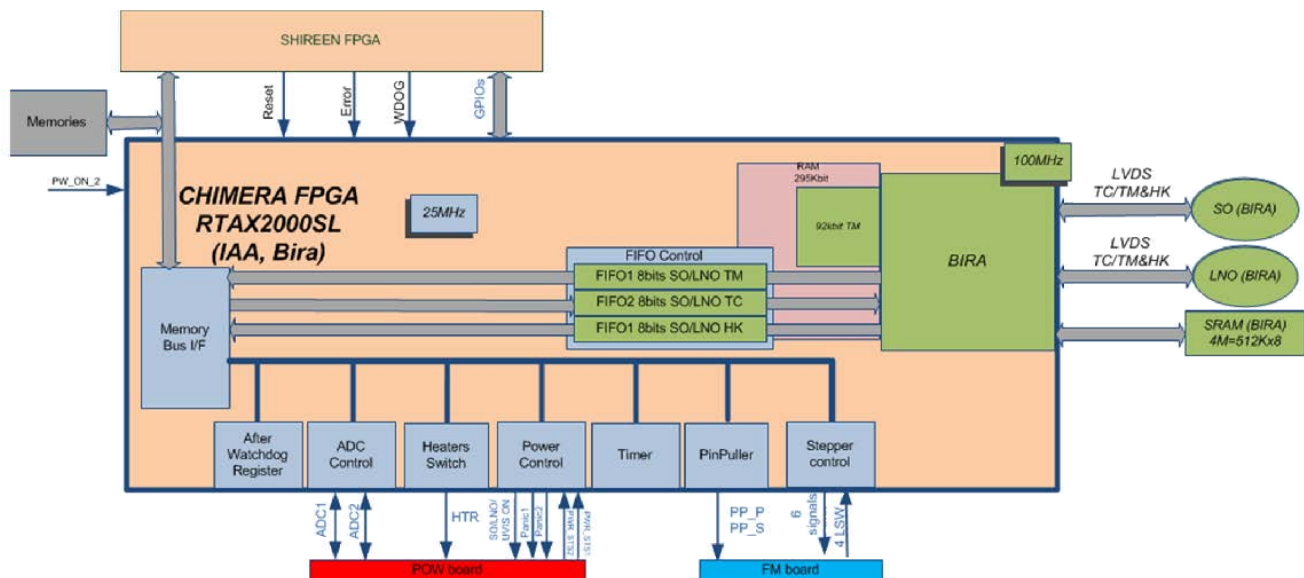 SHIREEN FPGA
Memories
Reset
Error
WDOG
GPIOs
PW_ON_2
CHIMERA FPGA
RTAX2000SL
(IAA, Bira)
25MHz
RAM
295Kbit
92kbit TM
100MHz
BIRA
LVDS
TC/TM&HK
SO (BIRA)
LVDS
TC/TM&HK
LNO (BIRA)
SRAM (BIRA)
4M=512Kx8
FIFO Control
FIFO1 8bits SO/LNO TM
FIFO2 8bits SO/LNO TC
FIFO1 8bits SO/LNO HK
Memory
Bus I/F
After
Watchdog
Register
ADC
Control
Heaters
Switch
Power
Control
Timer
PinPuller
Stepper
control
ADC1
ADC2
HTR
SO/LNO/
UVIS ON
Panic1
Panic2
PWR_STS2
PWR_STS1
PP_P
PP_S
6
signals
4 LSW
POW board
FM board